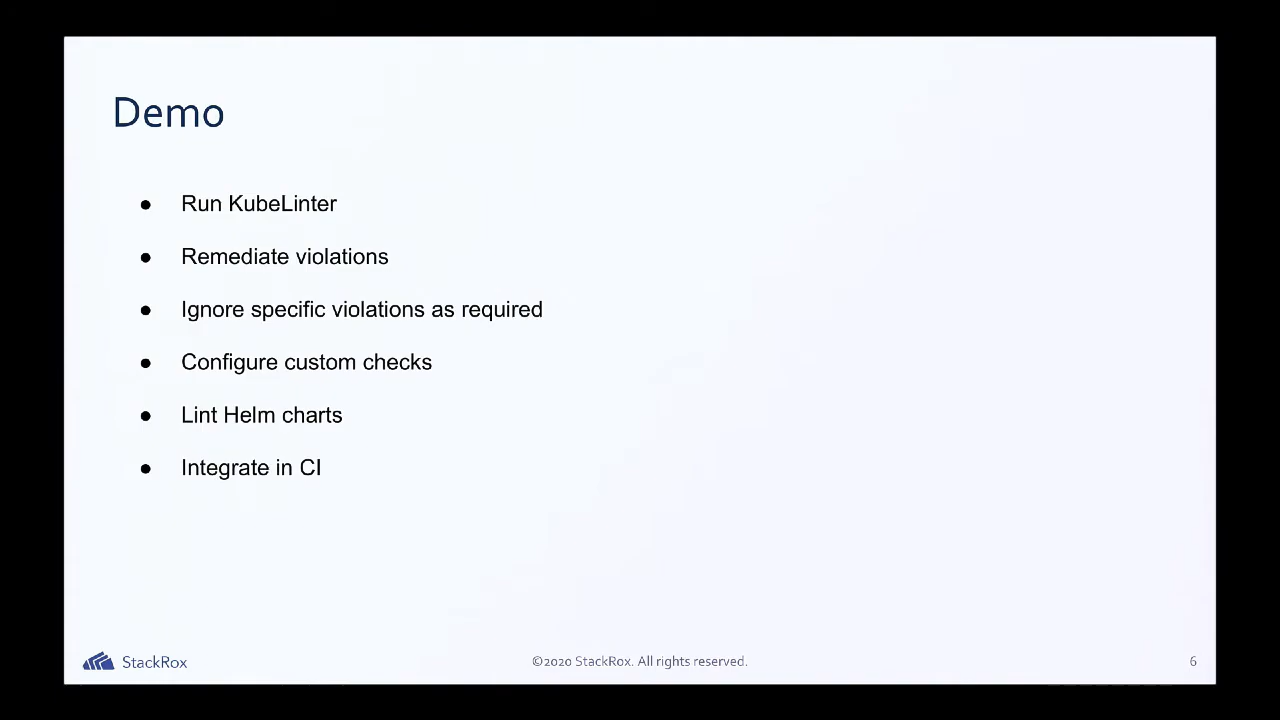 Demo
● Run KubeLinter
● Remediate violations
● Ignore specific violations as required
● Configure custom checks
● Lint Helm charts
● Integrate in CI
StackRox
©2020 StackRox. All rights reserved.
6